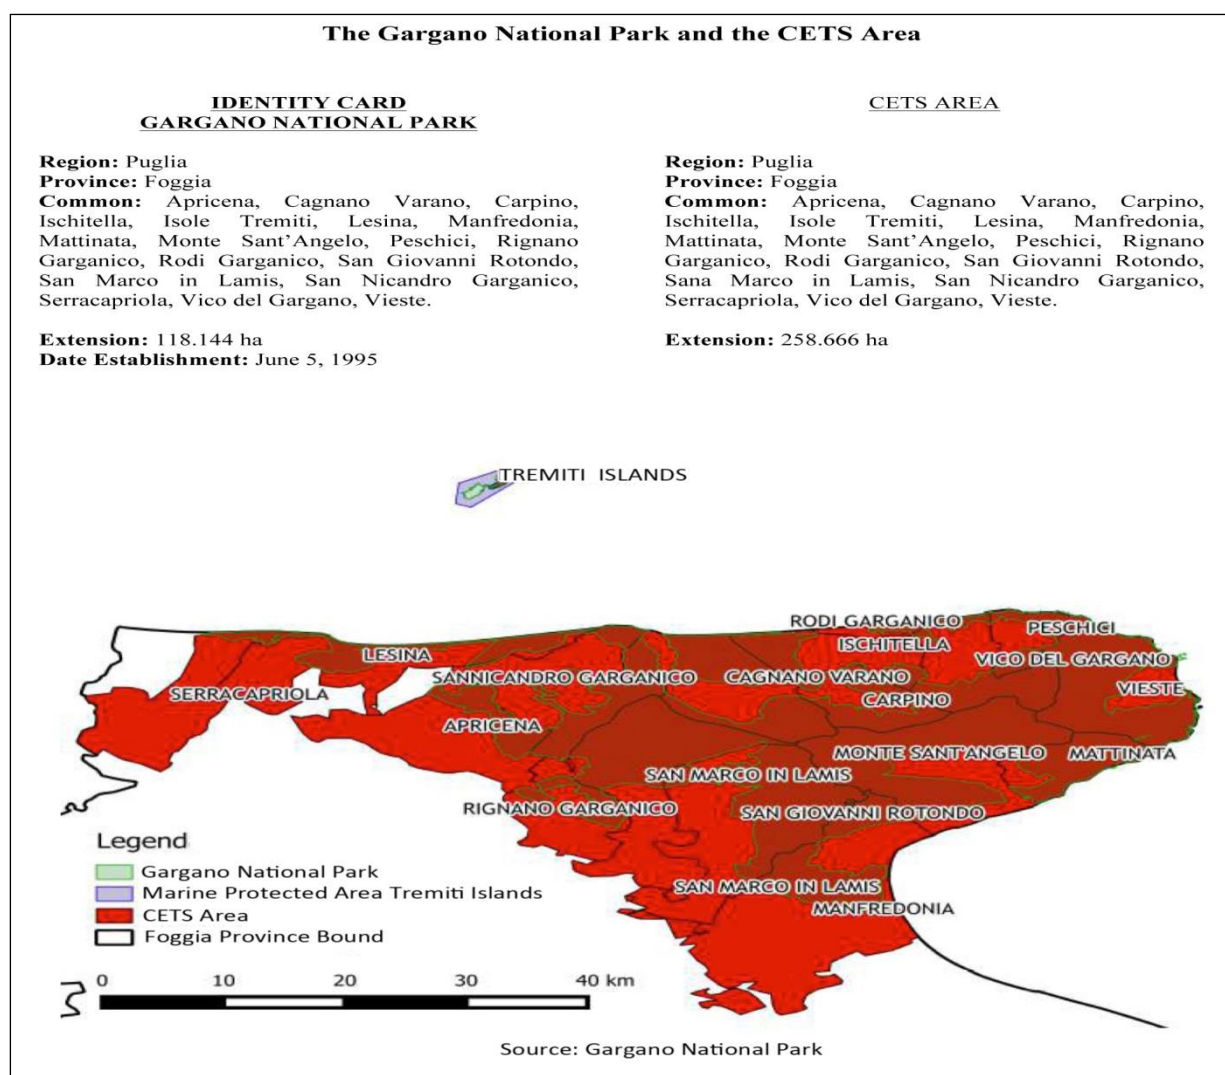 The Gargano National Park and the CETS Area
IDENTITY CARD
GARGANO NATIONAL PARK
Region: Puglia
Province: Foggia
Common: Apricena, Cagnano Varano, Carpino,
Ischitella, Isole Tremiti, Lesina, Manfredonia,
Mattinata, Monte Sant’Angelo, Peschici, Rignano
Garganico, Rodi Garganico, San Giovanni Rotondo,
San Marco in Lamis, San Nicandro Garganico,
Serracapriola, Vico del Gargano, Vieste.
Extension: 118.144 ha
Date Establishment: June 5, 1995
CETS AREA
Region: Puglia
Province: Foggia
Common: Apricena, Cagnano Varano, Carpino,
Ischitella, Isole Tremiti, Lesina, Manfredonia,
Mattinata, Monte Sant’Angelo, Peschici, Rignano
Garganico, Rodi Garganico, San Giovanni Rotondo,
Sana Marco in Lamis, San Nicandro Garganico,
Serracapriola, Vico del Gargano, Vieste.
Extension: 258.666 ha
TREMITI ISLANDS
RODI GARGANICO
PESCHICI
ISCHITELLA
LESINA
VICO DEL GARGANO
SANNICANDRO GARGANICO
CAGNANO VARANO
VIESTE
SERRACAPRIOLA
CARPINO
APRICENA
MONTE SANT'ANGELO
MATTINATA
SAN MARCO IN LAMIS
RIGNANO GARGANICO
SAN GIOVANNI ROTONDO
SAN MARCO IN LAMIS
MANFREDONIA
Legend
Gargano National Park
Marine Protected Area Tremiti Islands
CETS Area
Foggia Province Bound
0 10 20 30 40 km
Source: Gargano National Park